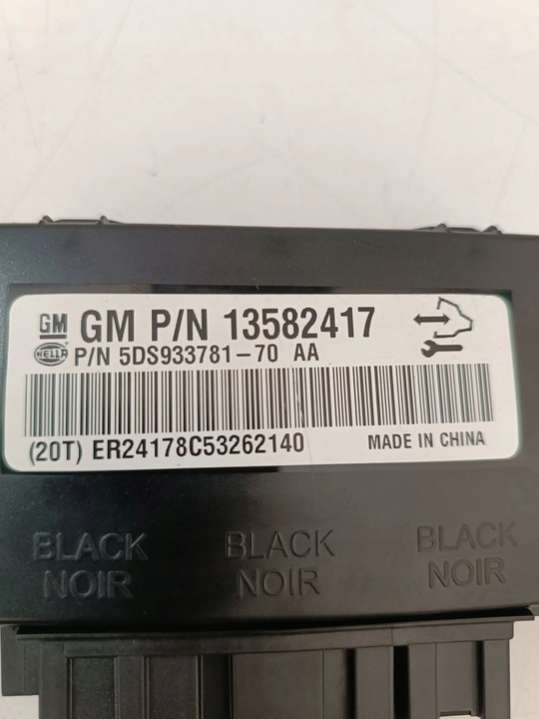 GM GM P/N 13582417
HELLA P/N 5DS933781-70 AA
(20T) ER24178C53262140 MADE IN CHINA
BLACK BLACK BLACK
NOIR NOIR NOIR